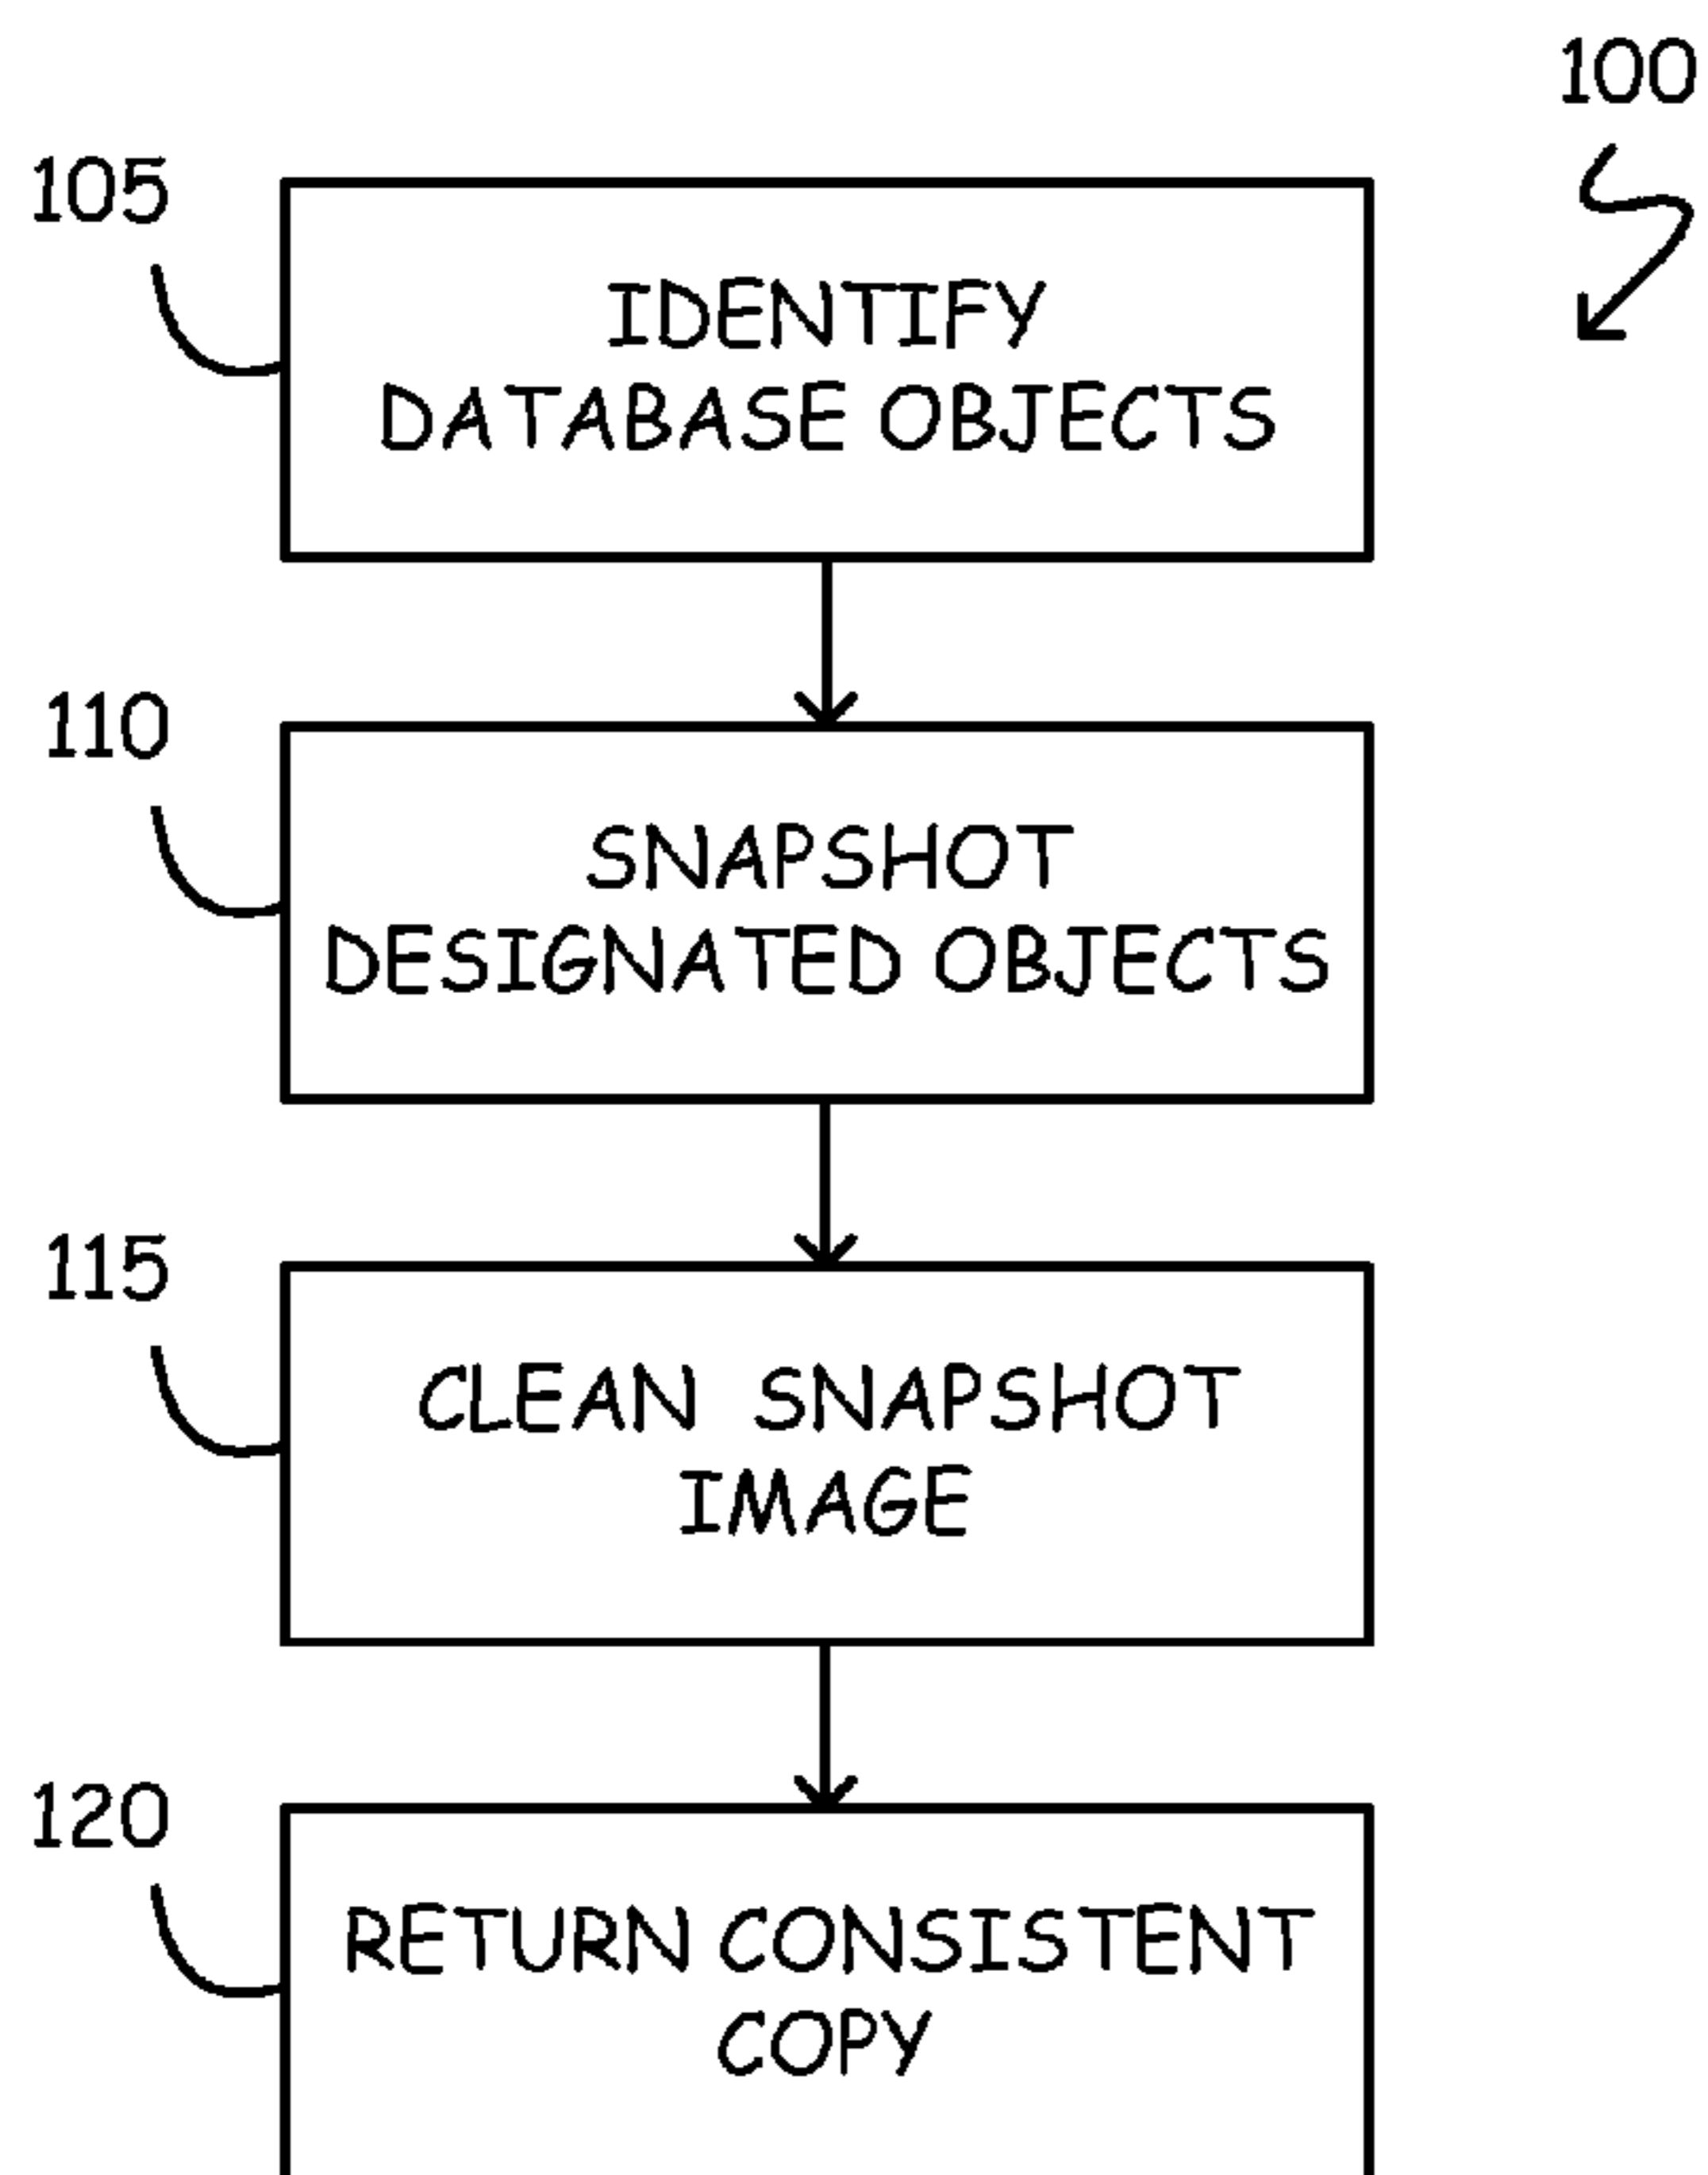 100
105
IDENTIFY
DATABASE OBJECTS
110
SNAPSHOT
DESIGNATED OBJECTS
115
CLEAN SNAPSHOT
IMAGE
120
RETURN CONSISTENT
COPY